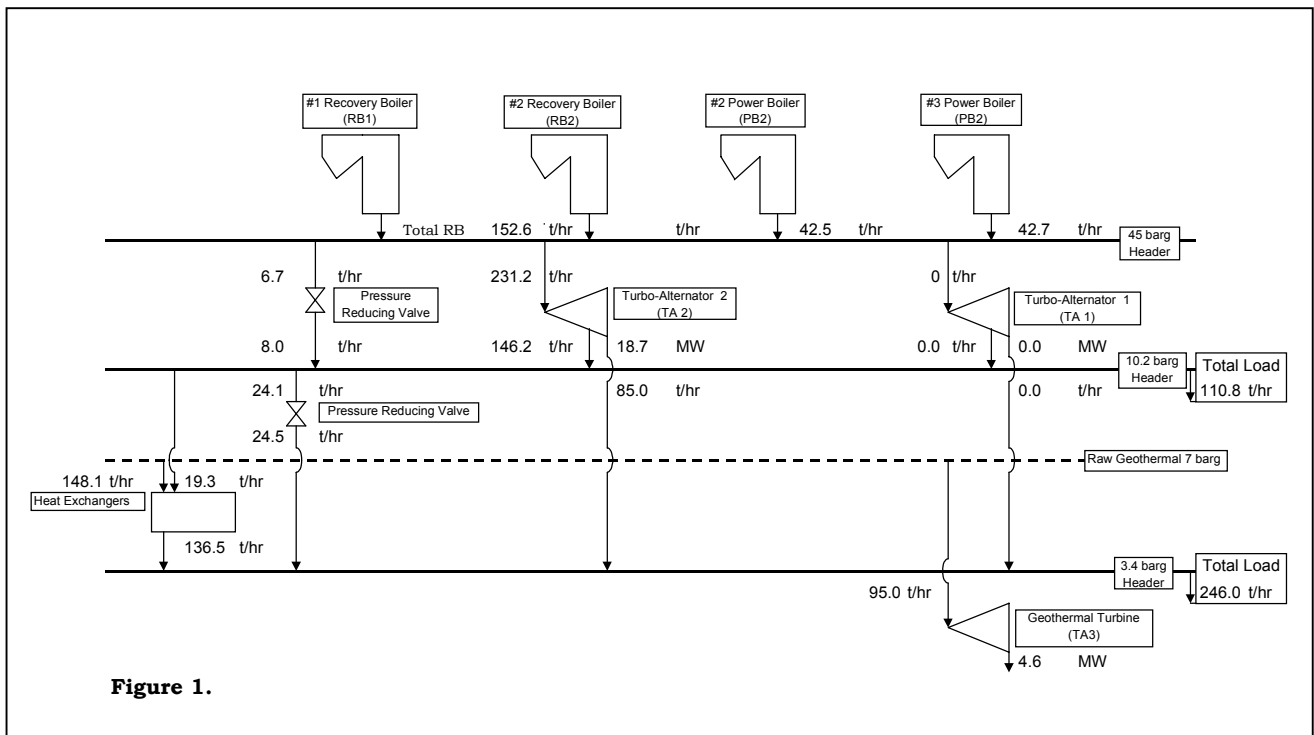 #1 Recovery Boiler
(RB1)
#2 Recovery Boiler
(RB2)
#2 Power Boiler
(PB2)
#3 Power Boiler
(PB2)
Total RB 152.6 t/hr t/hr 42.5 t/hr 42.7 t/hr
45 barg
Header
6.7 t/hr
231.2 t/hr
0 t/hr
Pressure
Reducing Valve
Turbo-Alternator 2
(TA 2)
Turbo-Alternator 1
(TA 1)
8.0 t/hr
146.2 t/hr 18.7 MW
0.0 t/hr 0.0 MW
10.2 barg
Header
Total Load
110.8 t/hr
24.1 t/hr
85.0 t/hr
0.0 t/hr
Pressure Reducing Valve
24.5 t/hr
Raw Geothermal 7 barg
148.1 t/hr 19.3 t/hr
Heat Exchangers
136.5 t/hr
3.4 barg
Header
Total Load
246.0 t/hr
95.0 t/hr
Geothermal Turbine
(TA3)
4.6 MW
Figure 1.